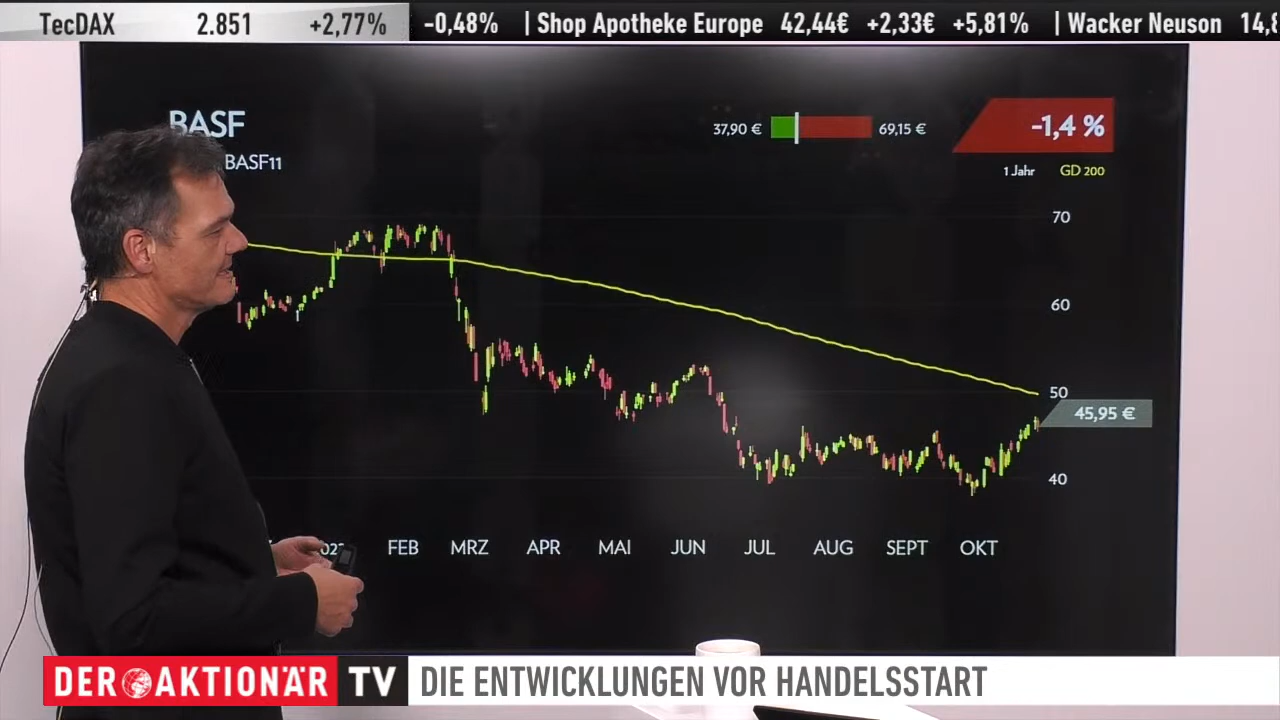 TecDAX 2.851 +2,77% -0,48% | Shop Apotheke Europe 42,44€ +2,33€ +5,81% | Wacker Neuson
BASF
BASF11
37,90 € 69,15 €
-1,4 %
1 Jahr GD 200
70
60
50
45,95 €
40
FEB MRZ APR MAI JUN JUL AUG SEPT OKT
DER AKTIONÄR TV DIE ENTWICKLUNGEN VOR HANDELSSTART